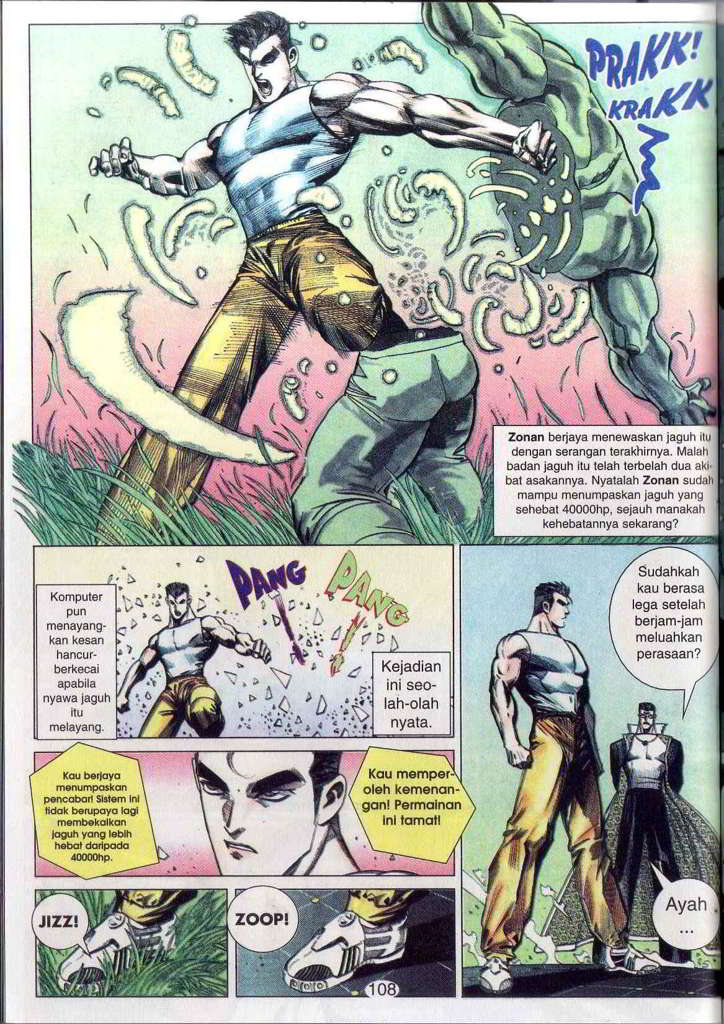 PRAKK!
KRAKK
Zonan berjaya menewaskan jaguh itu
dengan serangan terakhirnya. Malah
badan jaguh itu telah terbelah dua aki-
bat asakannya. Nyatalah Zonan sudah
mampu menumpaskan jaguh yang
sehebat 40000hp, sejauh manakah
kehebatannya sekarang?
Komputer
pun
menayang-
kan kesan
hancur-
berkecai
apabila
nyawa jaguh
itu
melayang.
PANG
PANG
Kejadian
ini seo-
lah-olah
nyata.
Sudahkah
kau berasa
lega setelah
berjam-jam
meluahkan
perasaan?
Kau berjaya
menumpaskan
pencabar! Sistem ini
tidak berupaya lagi
membekalkan
jaguh yang lebih
hebat daripada
40000hp.
Kau memper-
oleh kemenan-
gan! Permainan
ini tamat!
Ayah
...
JIZZ!
ZOOP!
108